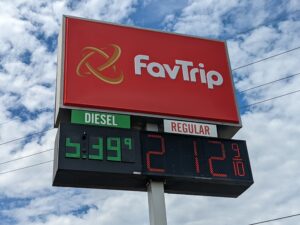 FavTrip
DIESEL
REGULAR
5.39 9
2.12 9/10